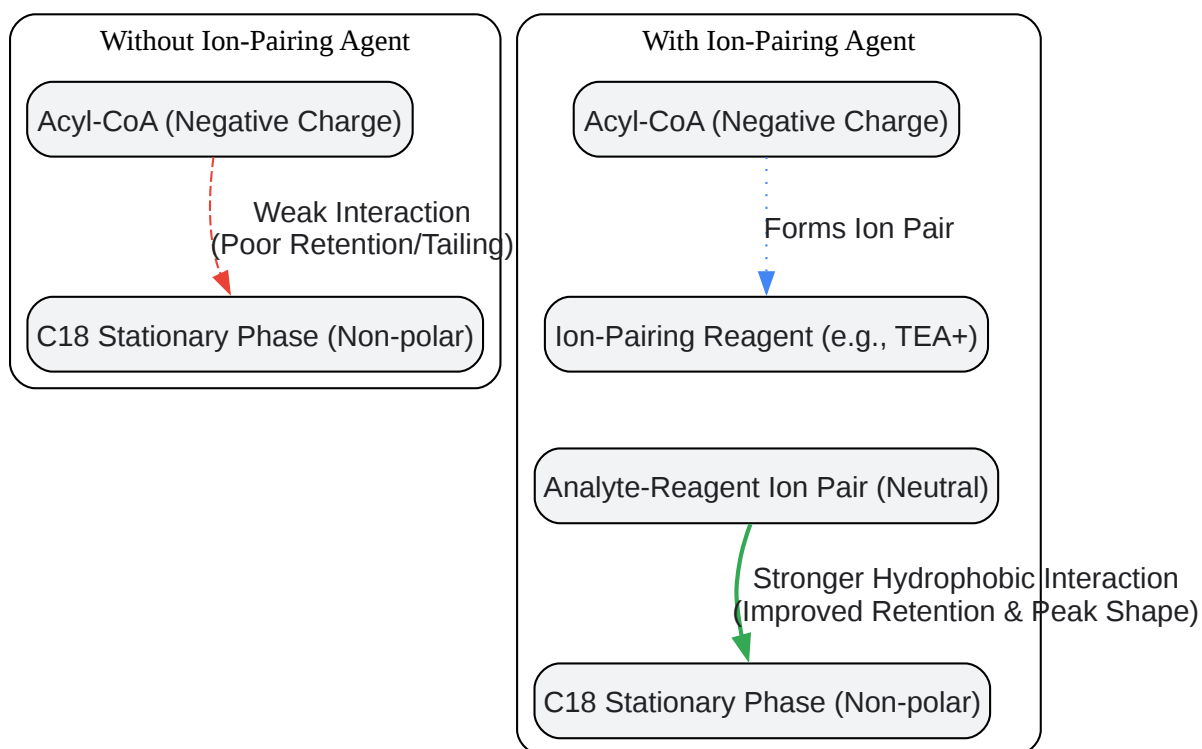 Without Ion-Pairing Agent
Acyl-CoA (Negative Charge)
Weak Interaction
(Poor Retention/Tailing)
C18 Stationary Phase (Non-polar)
With Ion-Pairing Agent
Acyl-CoA (Negative Charge)
Forms Ion Pair
Ion-Pairing Reagent (e.g., TEA+)
Analyte-Reagent Ion Pair (Neutral)
Stronger Hydrophobic Interaction
(Improved Retention & Peak Shape)
C18 Stationary Phase (Non-polar)